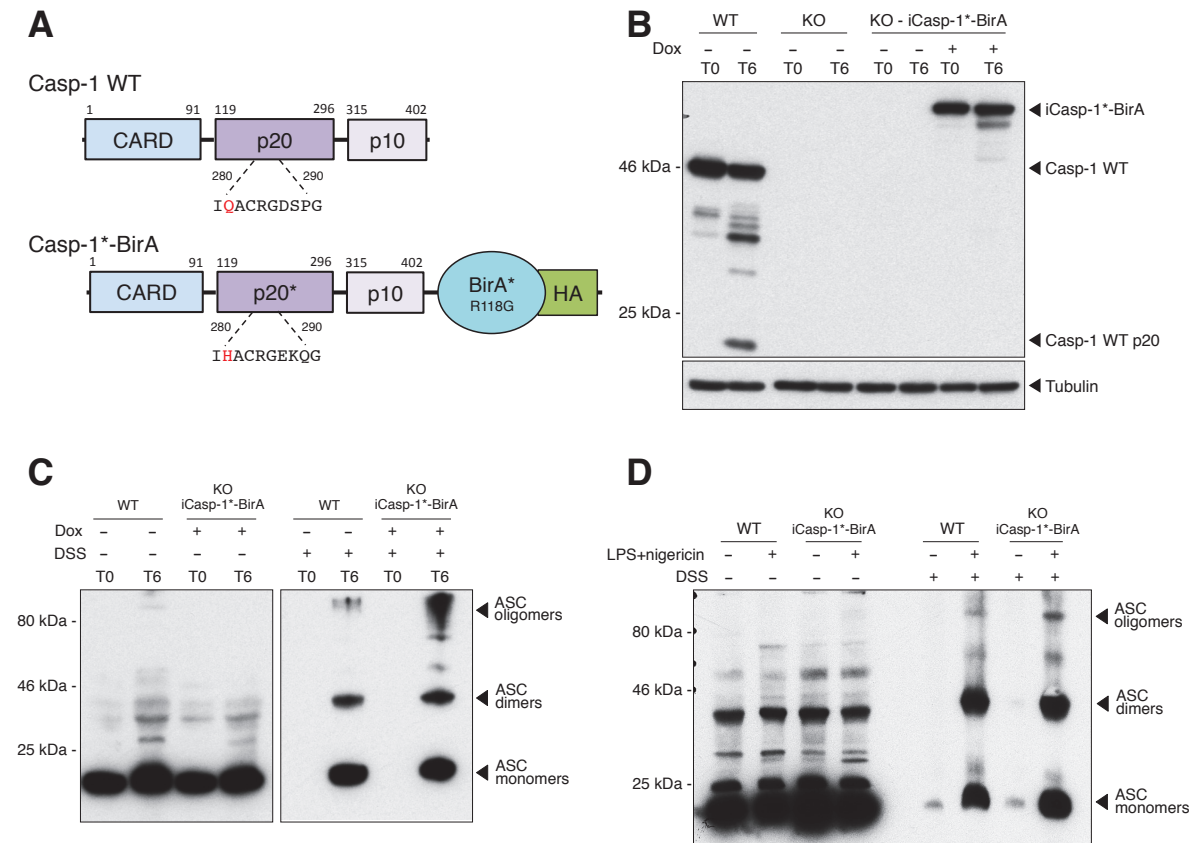 A
Casp-1 WT
1 91 119 296 315 402
CARD p20 p10
280 290
IQACRGDSPG
Casp-1*-BirA
1 91 119 296 315 402
CARD p20* p10 BirA* R118G HA
280 290
IHACRGEKQG
B
WT KO KO - iCasp-1*-BirA
Dox – – – – – – + +
T0 T6 T0 T6 T0 T6 T0 T6
iCasp-1*-BirA
46 kDa - Casp-1 WT
25 kDa -
Casp-1 WT p20
Tubulin
C
WT KO iCasp-1*-BirA WT KO iCasp-1*-BirA
Dox – – + + – – + +
DSS – – – – + + + +
T0 T6 T0 T6 T0 T6 T0 T6
80 kDa - ASC oligomers
46 kDa - ASC dimers
25 kDa - ASC monomers
D
WT KO iCasp-1*-BirA WT KO iCasp-1*-BirA
LPS+nigericin – + – + – + – +
DSS – – – – + + + +
80 kDa - ASC oligomers
46 kDa - ASC dimers
25 kDa - ASC monomers